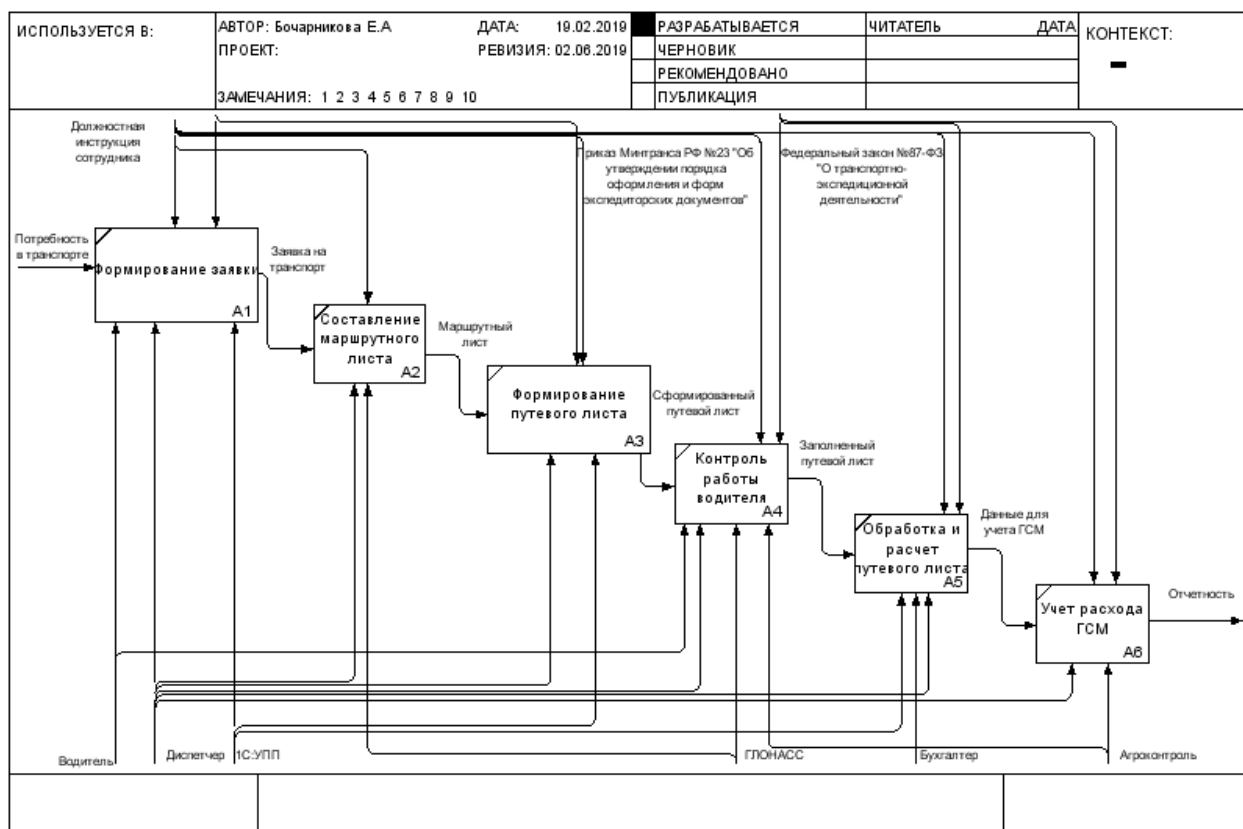 ИСПОЛЬЗУЕТСЯ В:
АВТОР: Бочарникова Е.А
ДАТА: 19.02.2019
ПРОЕКТ:
РЕВИЗИЯ: 02.06.2019
ЗАМЕЧАНИЯ: 1 2 3 4 5 6 7 8 9 10
РАЗРАБАТЫВАЕТСЯ
ЧЕРНОВИК
РЕКОМЕНДОВАНО
ПУБЛИКАЦИЯ
ЧИТАТЕЛЬ
ДАТА
КОНТЕКСТ:
Должностная
инструкция
сотрудника
Приказ Минтранса РФ №23 "Об
утверждении порядка
оформления и форм
экспедиторских документов"
Федеральный закон №87-ФЗ
"О транспортно-
экспедиционной
деятельности"
Потребность
в транспорте
Формирование заявки
A1
Заявка на
транспорт
Составление
маршрутного
листа
A2
Маршрутный
лист
Формирование
путевого листа
A3
Сформированный
путевой лист
Контроль
работы
водителя
A4
Заполненный
путевой лист
Обработка и
расчет
путевого листа
A5
Данные для
учета ГСМ
Учет расхода
ГСМ
A6
Отчетность
Водитель
Диспетчер
1С:УПП
ГЛОНАСС
Бухгалтер
Агроконтроль